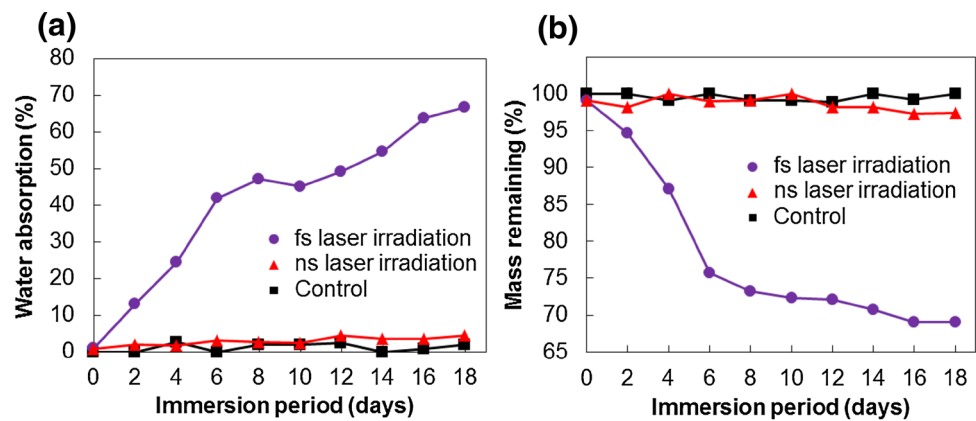 (a)
Water absorption (%)
80
70
60
50
40
30
20
10
0
fs laser irradiation
ns laser irradiation
Control
0 2 4 6 8 10 12 14 16 18
Immersion period (days)
(b)
Mass remaining (%)
100
95
90
85
80
75
70
65
fs laser irradiation
ns laser irradiation
Control
0 2 4 6 8 10 12 14 16 18
Immersion period (days)